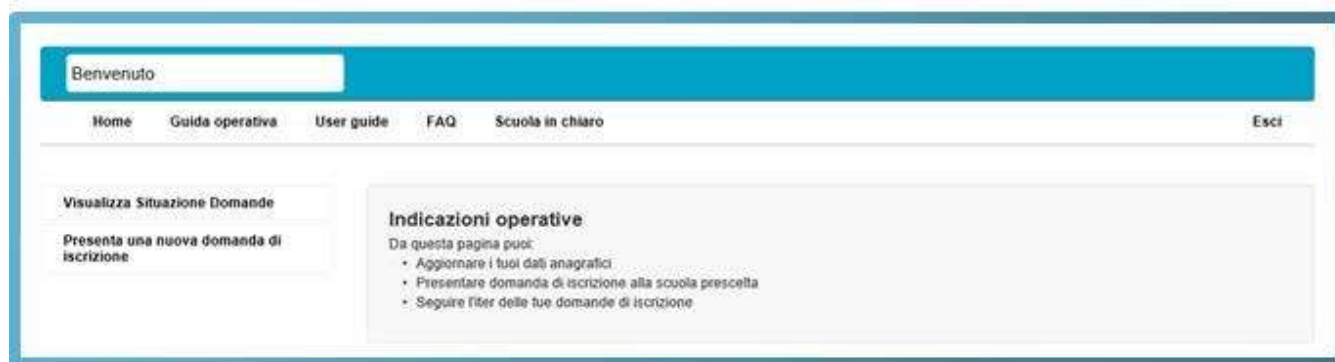 Benvenuto
Home Guida operativa User guide FAQ Scuola in chiaro Esci
Visualizza Situazione Domande
Presenta una nuova domanda di
iscrizione
Indicazioni operative
Da questa pagina puoi:
• Aggiornare i tuoi dati anagrafici
• Presentare domanda di iscrizione alla scuola prescelta
• Seguire l'iter delle tue domande di iscrizione